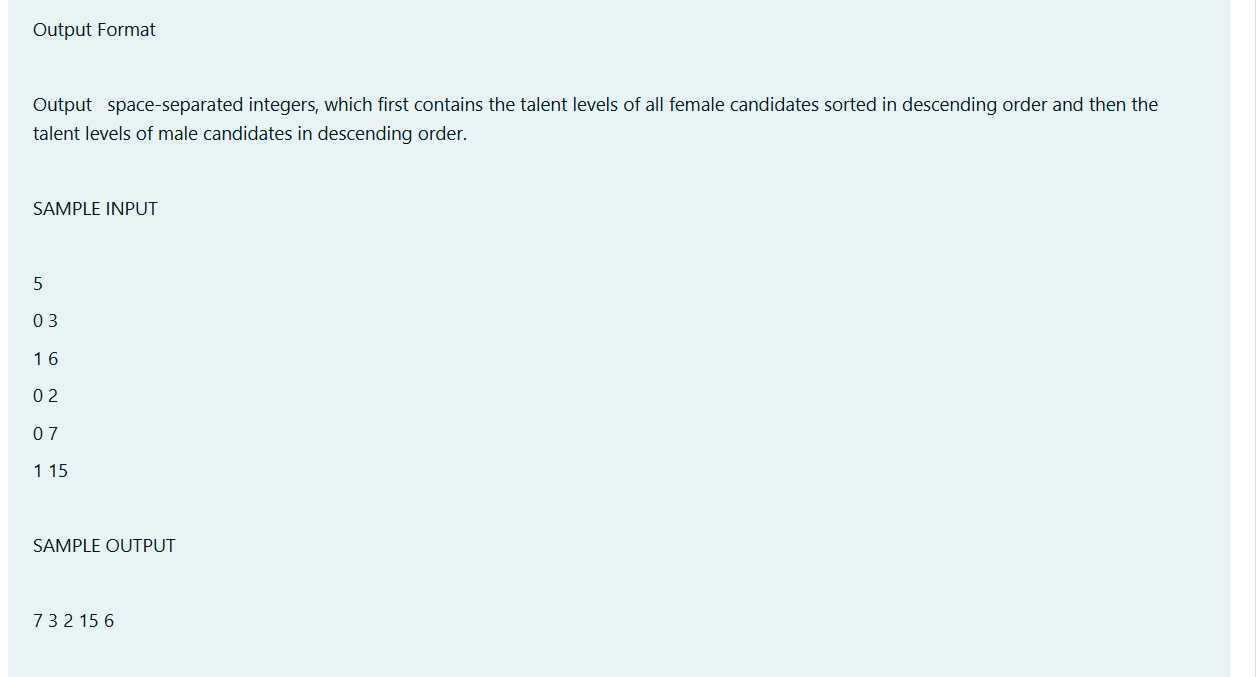 Output Format
Output space-separated integers, which first contains the talent levels of all female candidates sorted in descending order and then the
talent levels of male candidates in descending order.
SAMPLE INPUT
5
0 3
1 6
0 2
0 7
1 15
SAMPLE OUTPUT
7 3 2 15 6